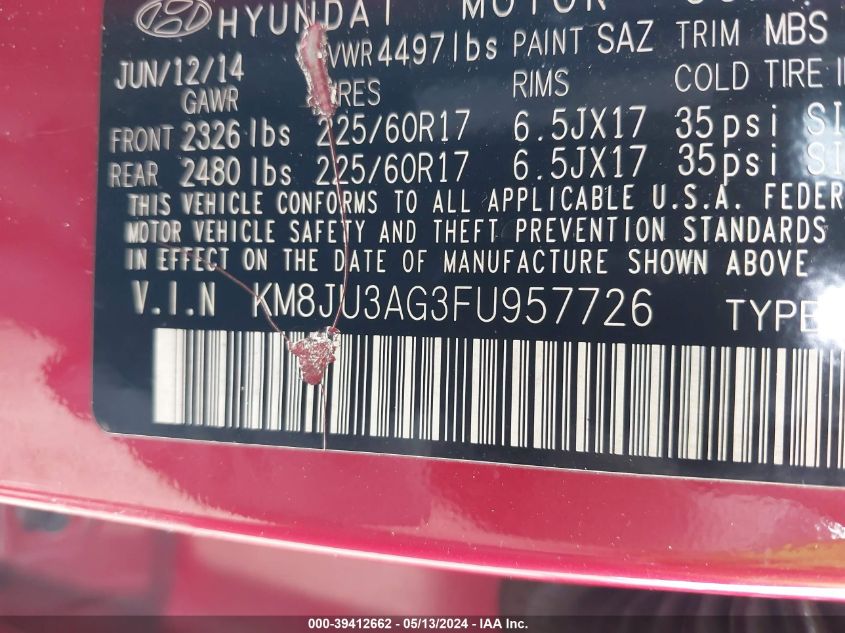 HYUNDAI MOTOR
JUN/12/14 VWR 4497 lbs PAINT SAZ TRIM MBS
GAWR RIMS COLD TIRE
FRONT 2326 lbs 225/60R17 6.5JX17 35psi
REAR 2480 lbs 225/60R17 6.5JX17 35psi
THIS VEHICLE CONFORMS TO ALL APPLICABLE U.S.A. FEDER
MOTOR VEHICLE SAFETY AND THEFT PREVENTION STANDARDS
IN EFFECT ON THE DATE OF MANUFACTURE SHOWN ABOVE
V.I.N KM8JU3AG3FU957726 TYPE
000-39412662 - 05/13/2024 - IAA Inc.